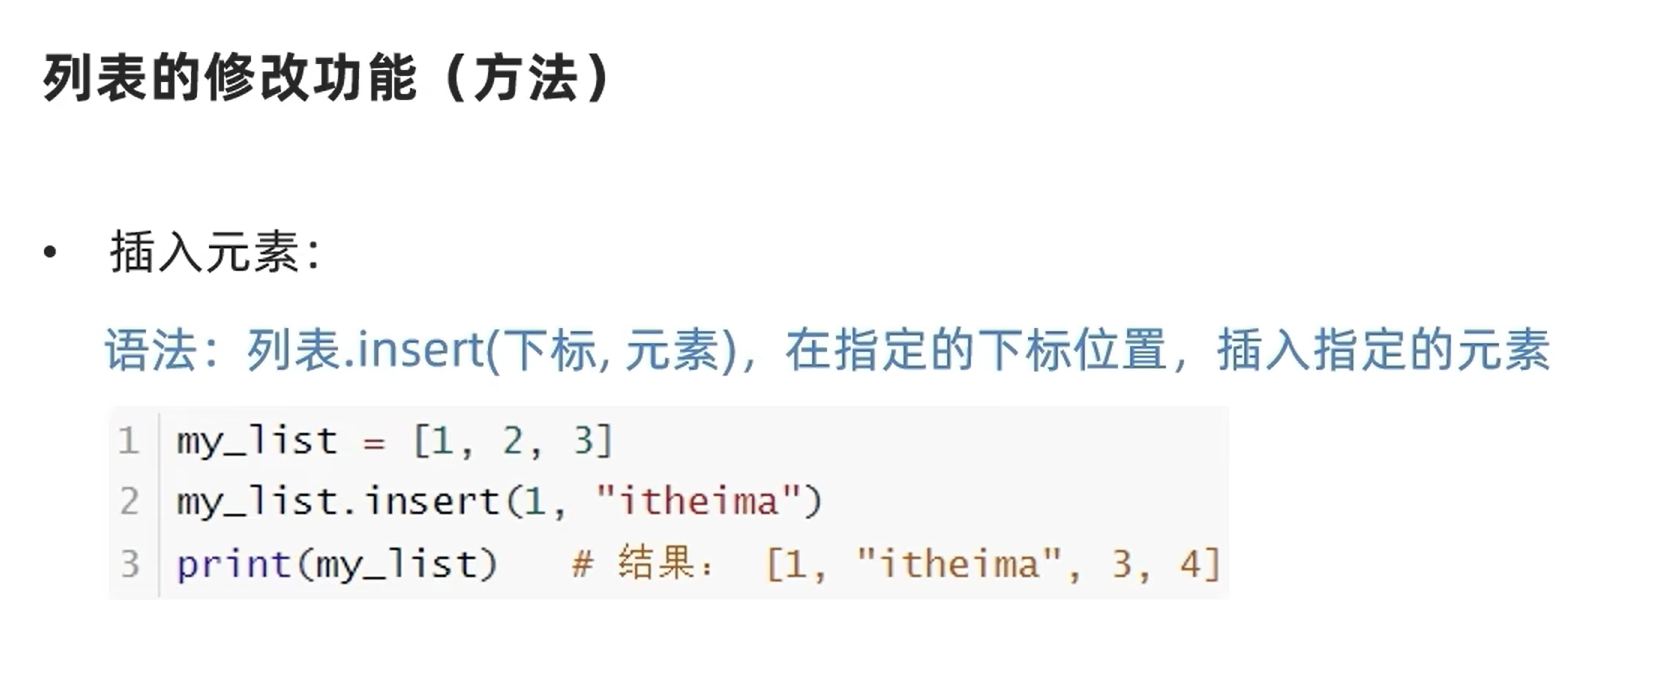 列表的修改功能（方法）
• 插入元素：
语法：列表.insert(下标, 元素)，在指定的下标位置，插入指定的元素
1 my_list = [1, 2, 3]
2 my_list.insert(1, "itheima")
3 print(my_list)   # 结果： [1, "itheima", 3, 4]